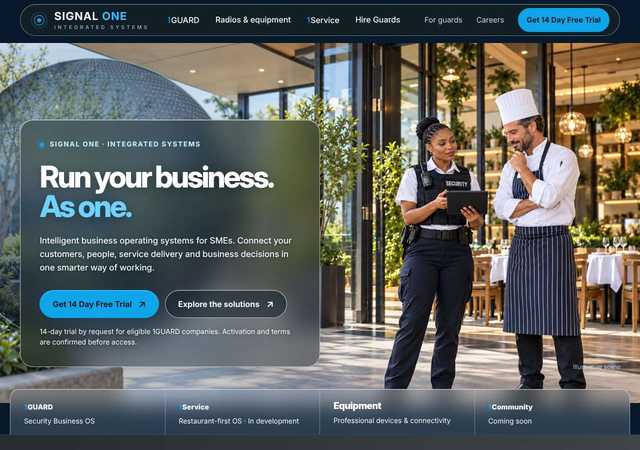 SIGNAL ONE
INTEGRATED SYSTEMS
1GUARD
Radios & equipment
1Service
Hire Guards
For guards
Careers
Get 14 Day Free Trial
SIGNAL ONE · INTEGRATED SYSTEMS
Run your business.
As one.
Intelligent business operating systems for SMEs. Connect your
customers, people, service delivery and business decisions in
one smarter way of working.
Get 14 Day Free Trial ↗
Explore the solutions ↗
14-day trial by request for eligible 1GUARD companies. Activation and terms
are confirmed before access.
SECURITY
1GUARD
Security Business OS
1Service
Restaurant-first OS · In development
Equipment
Professional devices & connectivity
1Community
Coming soon